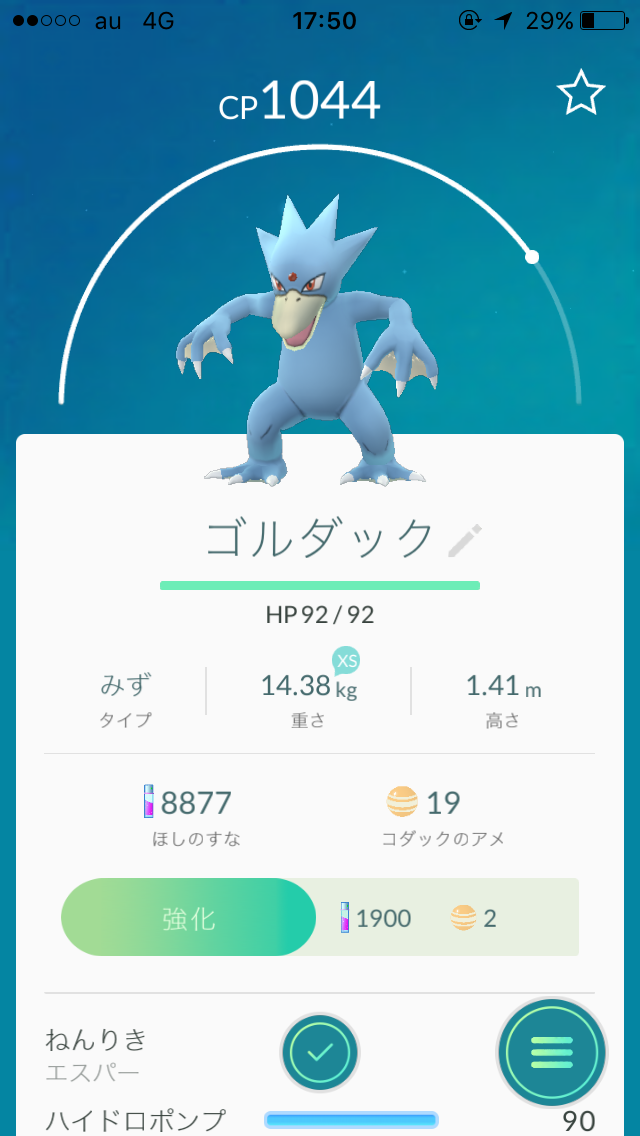 au 4G 17:50 29%
CP1044
ゴルダック
HP 92 / 92
XS
みず 14.38 kg 1.41 m
タイプ 重さ 高さ
8877 19
ほしのすな コダックのアメ
強化 1900 2
ねんりき
エスパー
ハイドロポンプ 90